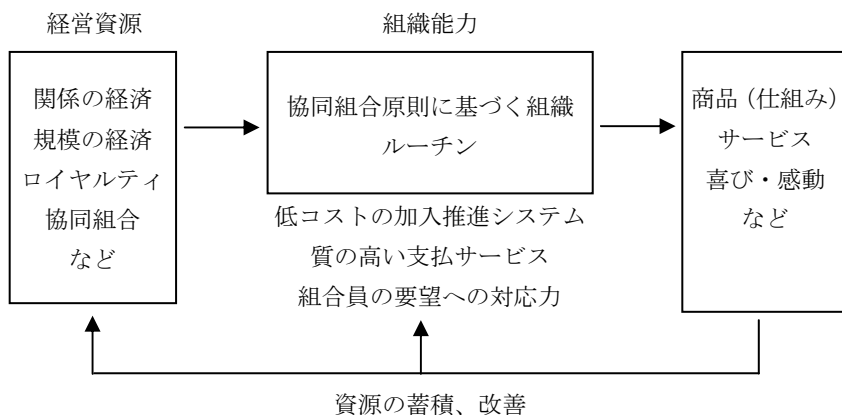 経営資源
組織能力
関係の経済
規模の経済
ロイヤルティ
協同組合
など
協同組合原則に基づく組織
ルーチン
低コストの加入推進システム
質の高い支払サービス
組合員の要望への対応力
商品（仕組み）
サービス
喜び・感動
など
資源の蓄積、改善